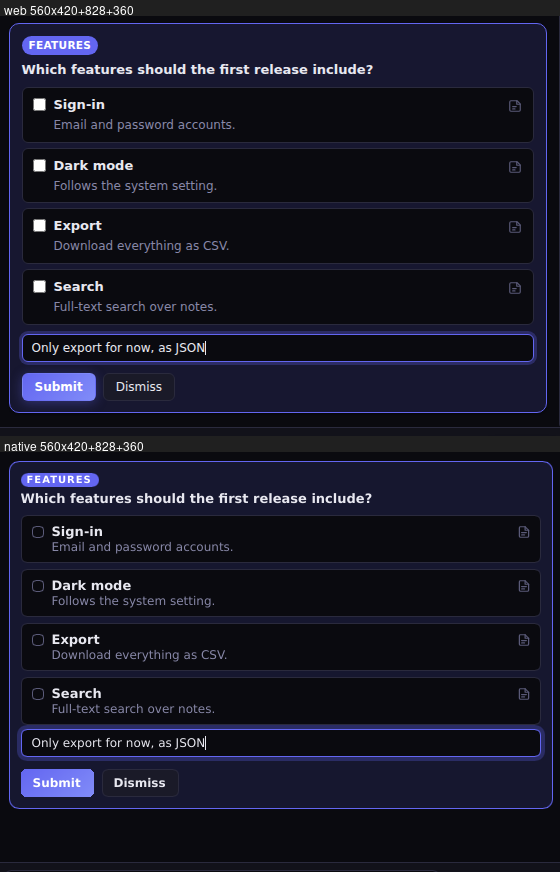 web 560x420+828+360
FEATURES
Which features should the first release include?
Sign-in
Email and password accounts.
Dark mode
Follows the system setting.
Export
Download everything as CSV.
Search
Full-text search over notes.
Only export for now, as JSON
Submit Dismiss
native 560x420+828+360
FEATURES
Which features should the first release include?
Sign-in
Email and password accounts.
Dark mode
Follows the system setting.
Export
Download everything as CSV.
Search
Full-text search over notes.
Only export for now, as JSON
Submit Dismiss